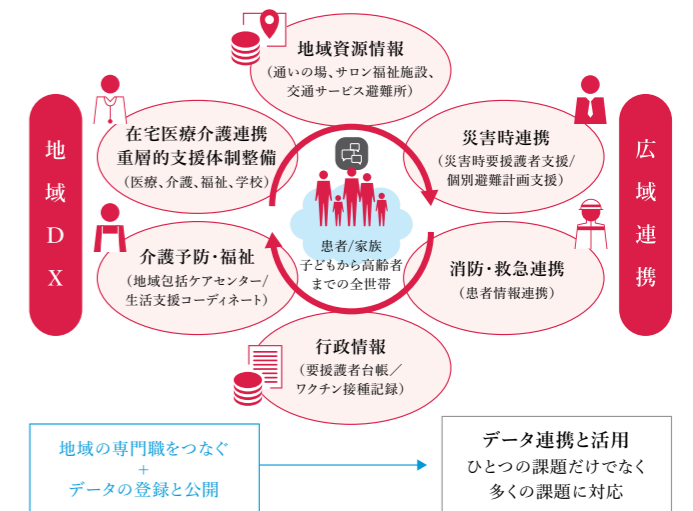 地域資源情報
（通いの場、サロン福祉施設、
交通サービス避難所）
在宅医療介護連携
重層的支援体制整備
（医療、介護、福祉、学校）
災害時連携
（災害時要援護者支援/
個別避難計画支援）
地域DX
広域連携
患者/家族
子どもから高齢者
までの全世帯
介護予防・福祉
（地域包括ケアセンター/
生活支援コーディネート）
消防・救急連携
（患者情報連携）
行政情報
（要援護者台帳／
ワクチン接種記録）
地域の専門職をつなぐ
+
データの登録と公開
データ連携と活用
ひとつの課題だけでなく
多くの課題に対応